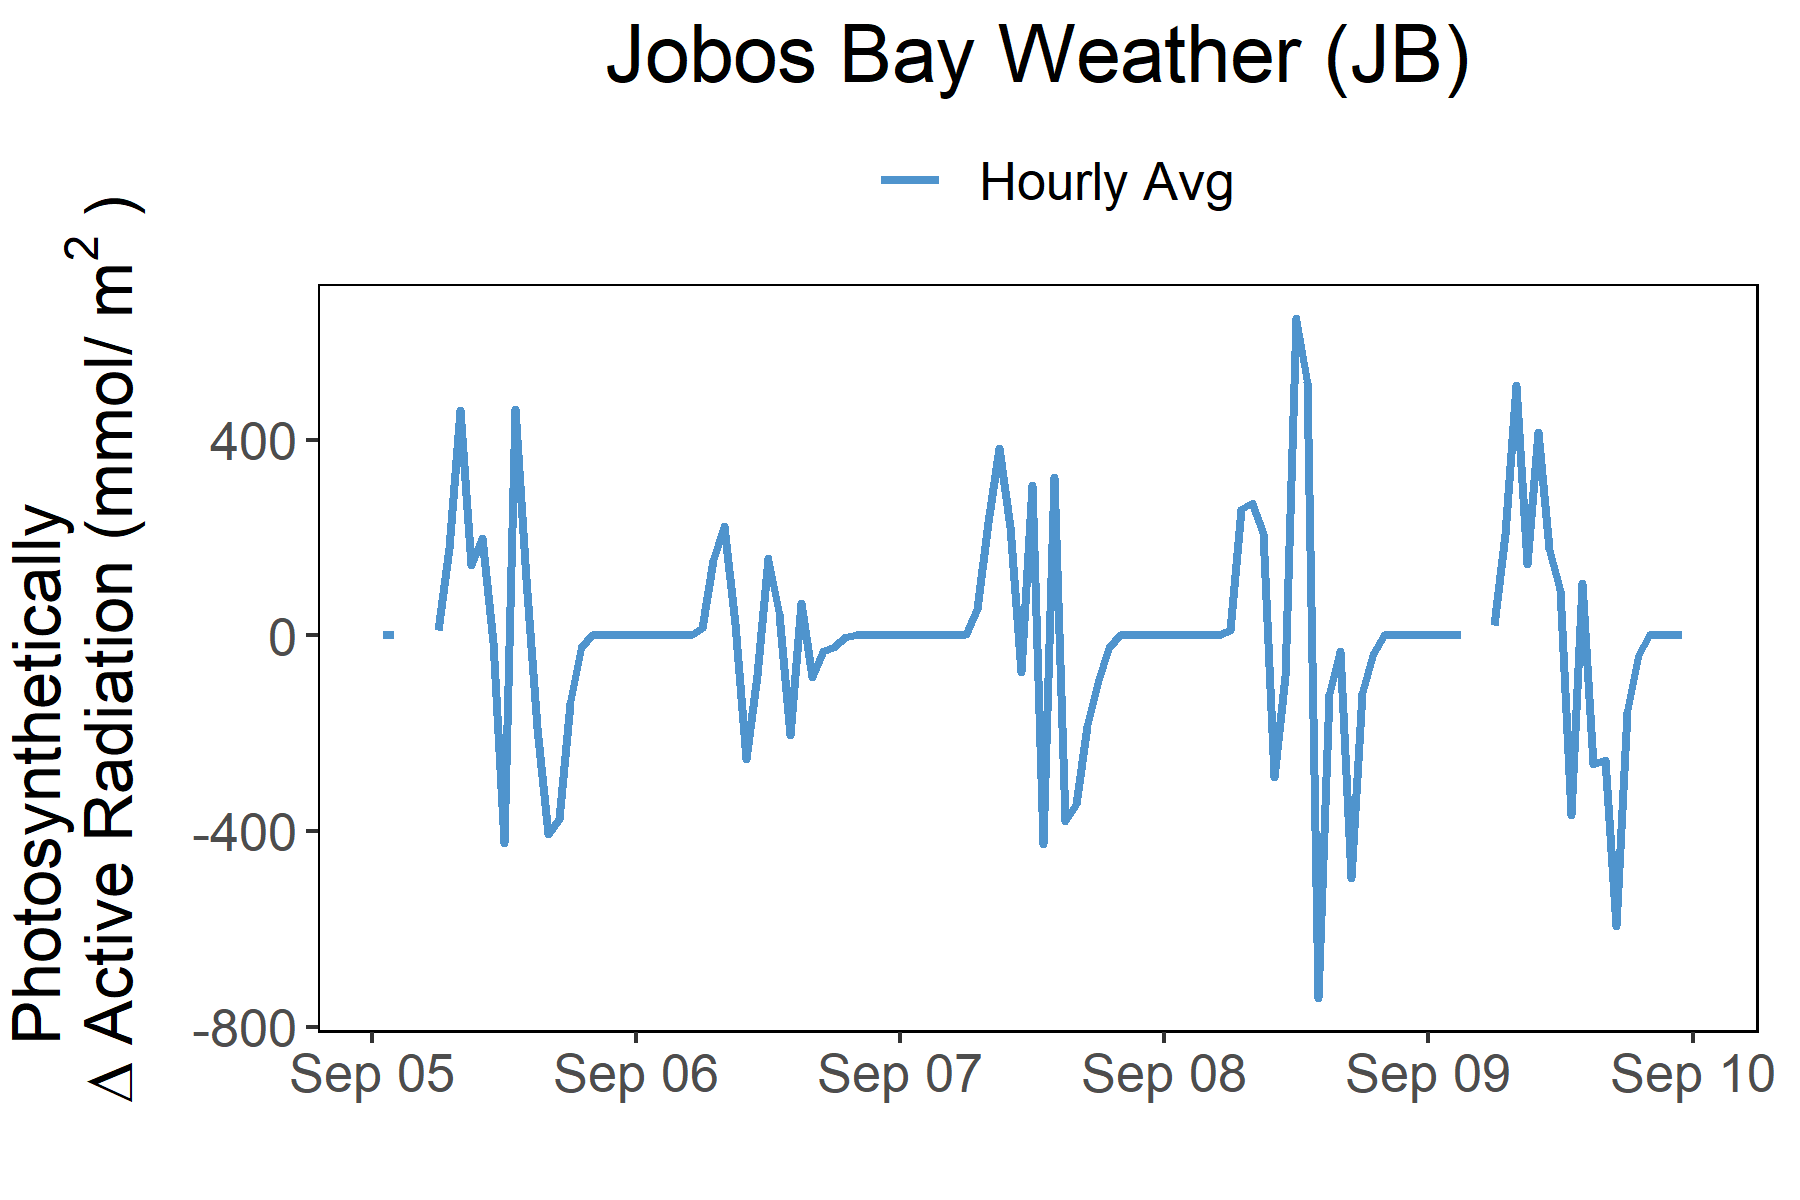 Jobos Bay Weather (JB)
Hourly Avg
Photosynthetically
Δ Active Radiation (mmol/ m²)
400
0
-400
-800
Sep 05 Sep 06 Sep 07 Sep 08 Sep 09 Sep 10